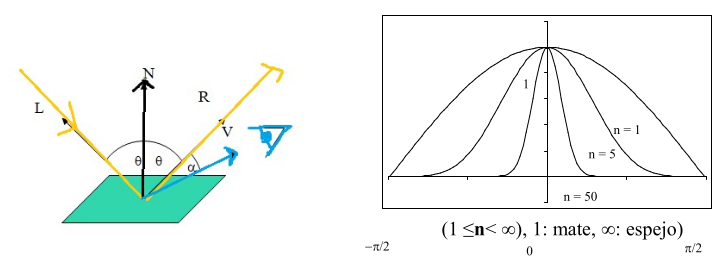 N
L
R
V
θ
θ
α
1
n = 1
n = 5
n = 50
(1 ≤n< ∞), 1: mate, ∞: espejo)
−π/2
0
π/2